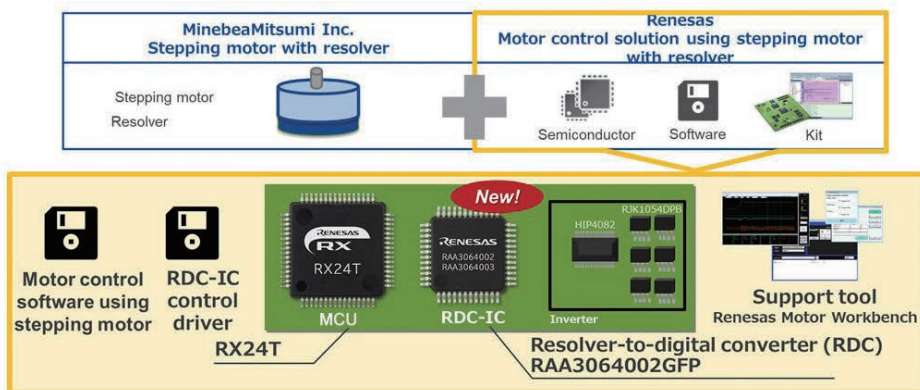 MinebeaMitsumi Inc.
Stepping motor with resolver
Renesas
Motor control solution using stepping motor
with resolver
Stepping motor
Resolver
Semiconductor
Software
Kit
New!
Motor control
software using
stepping motor
RDC-IC
control
driver
RENESAS
RX
RX24T
MCU
RENESAS
RAA3064002
RAA3064003
RDC-IC
HIP4082
RJK1054DPB
Inverter
Support tool
Renesas Motor Workbench
RX24T
Resolver-to-digital converter (RDC)
RAA3064002GFP